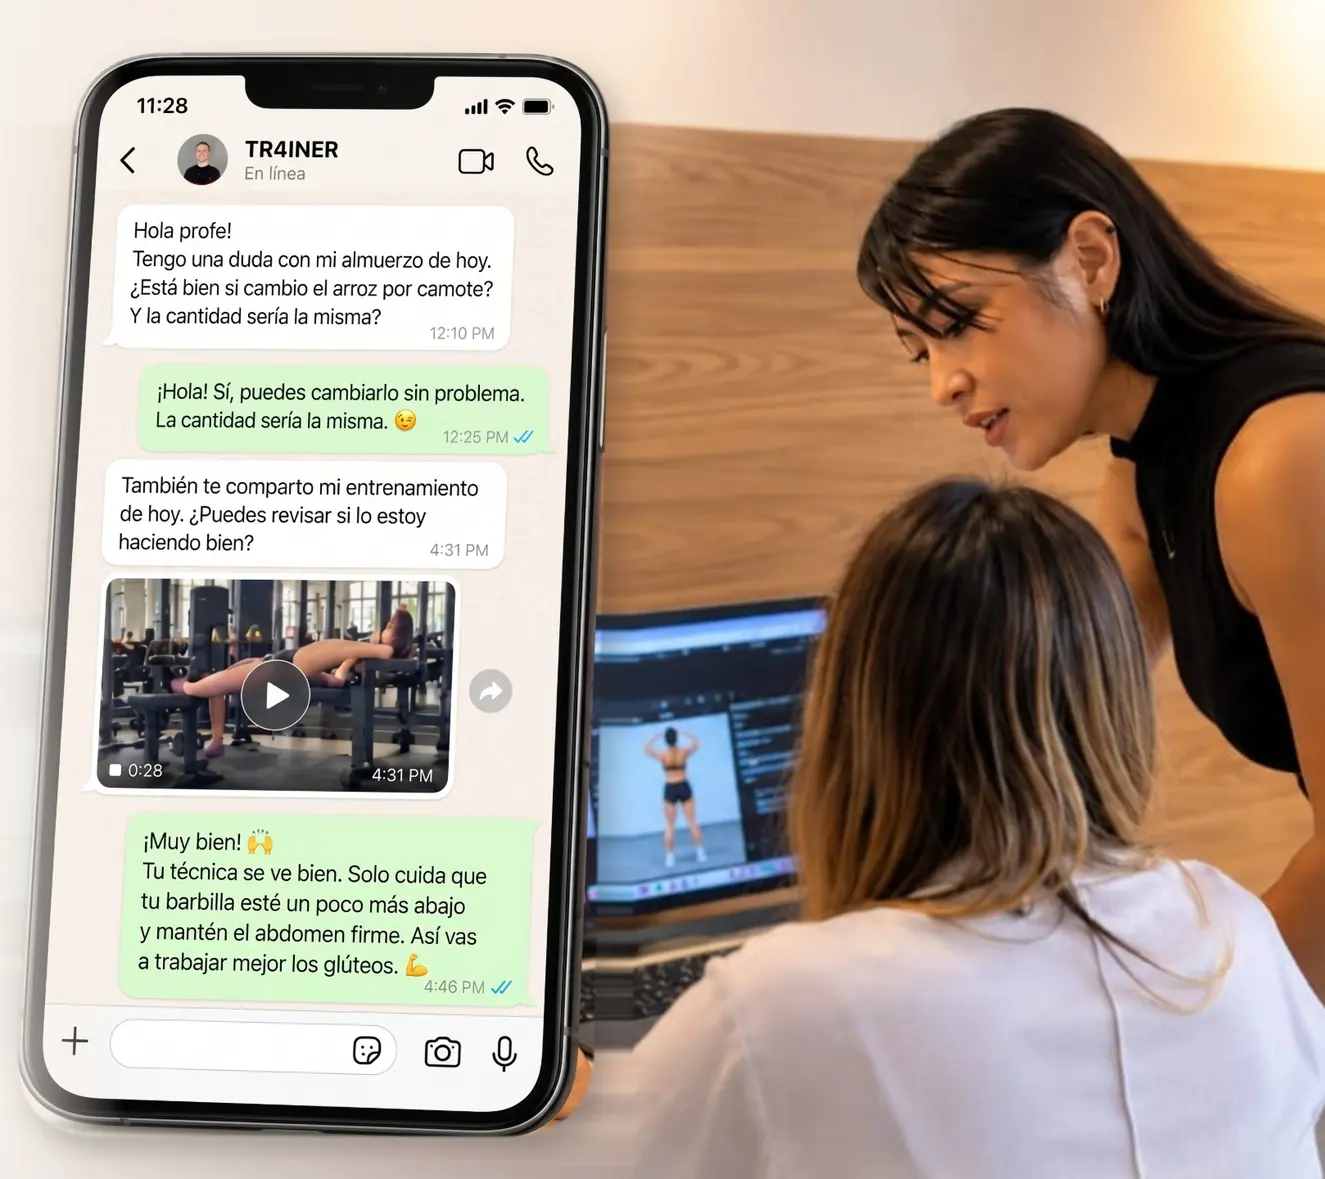 11:28
TR4INER
En línea
Hola profe!
Tengo una duda con mi almuerzo de hoy.
¿Está bien si cambio el arroz por camote?
Y la cantidad sería la misma?
12:10 PM
¡Hola! Sí, puedes cambiarlo sin problema.
La cantidad sería la misma. 😉
12:25 PM
También te comparto mi entrenamiento
de hoy. ¿Puedes revisar si lo estoy
haciendo bien?
4:31 PM
0:28
4:31 PM
¡Muy bien! 🙌
Tu técnica se ve bien. Solo cuida que
tu barbilla esté un poco más abajo
y mantén el abdomen firme. Así vas
a trabajar mejor los glúteos. 💪
4:46 PM